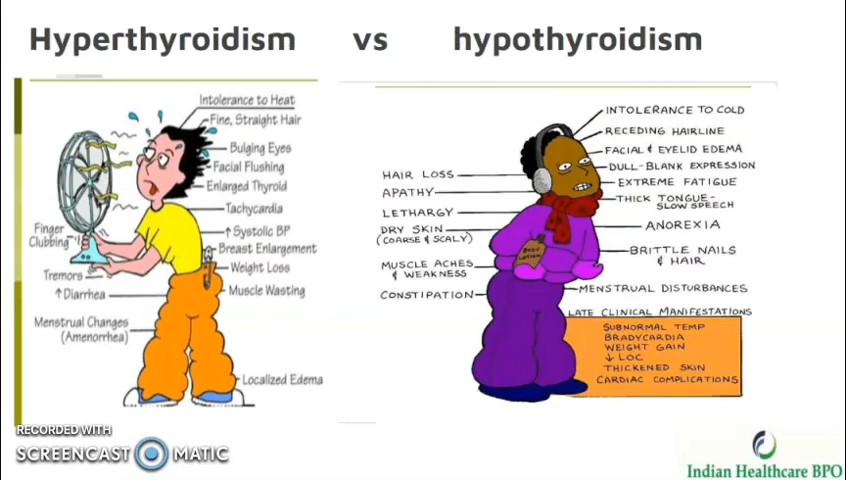 Hyperthyroidism vs hypothyroidism
Intolerance to Heat
Fine, Straight Hair
Bulging Eyes
Facial Flushing
Enlarged Thyroid
Tachycardia
↑ Systolic BP
Breast Enlargement
Weight Loss
Muscle Wasting
Localized Edema
Finger
Clubbing
Tremors
↑Diarrhea
Menstrual Changes
(Amenorrhea)
INTOLERANCE TO COLD
RECEDING HAIRLINE
FACIAL & EYELID EDEMA
DULL-BLANK EXPRESSION
EXTREME FATIGUE
THICK TONGUE-
SLOW SPEECH
ANOREXIA
BRITTLE NAILS
& HAIR
MENSTRUAL DISTURBANCES
HAIR LOSS
APATHY
LETHARGY
DRY SKIN
(COARSE & SCALY)
MUSCLE ACHES
& WEAKNESS
CONSTIPATION
BODY
LOTION
LATE CLINICAL MANIFESTATIONS
SUBNORMAL TEMP
BRADYCARDIA
WEIGHT GAIN
↓ LOC
THICKENED SKIN
CARDIAC COMPLICATIONS
RECORDED WITH
SCREENCAST MATIC
Indian Healthcare BPO